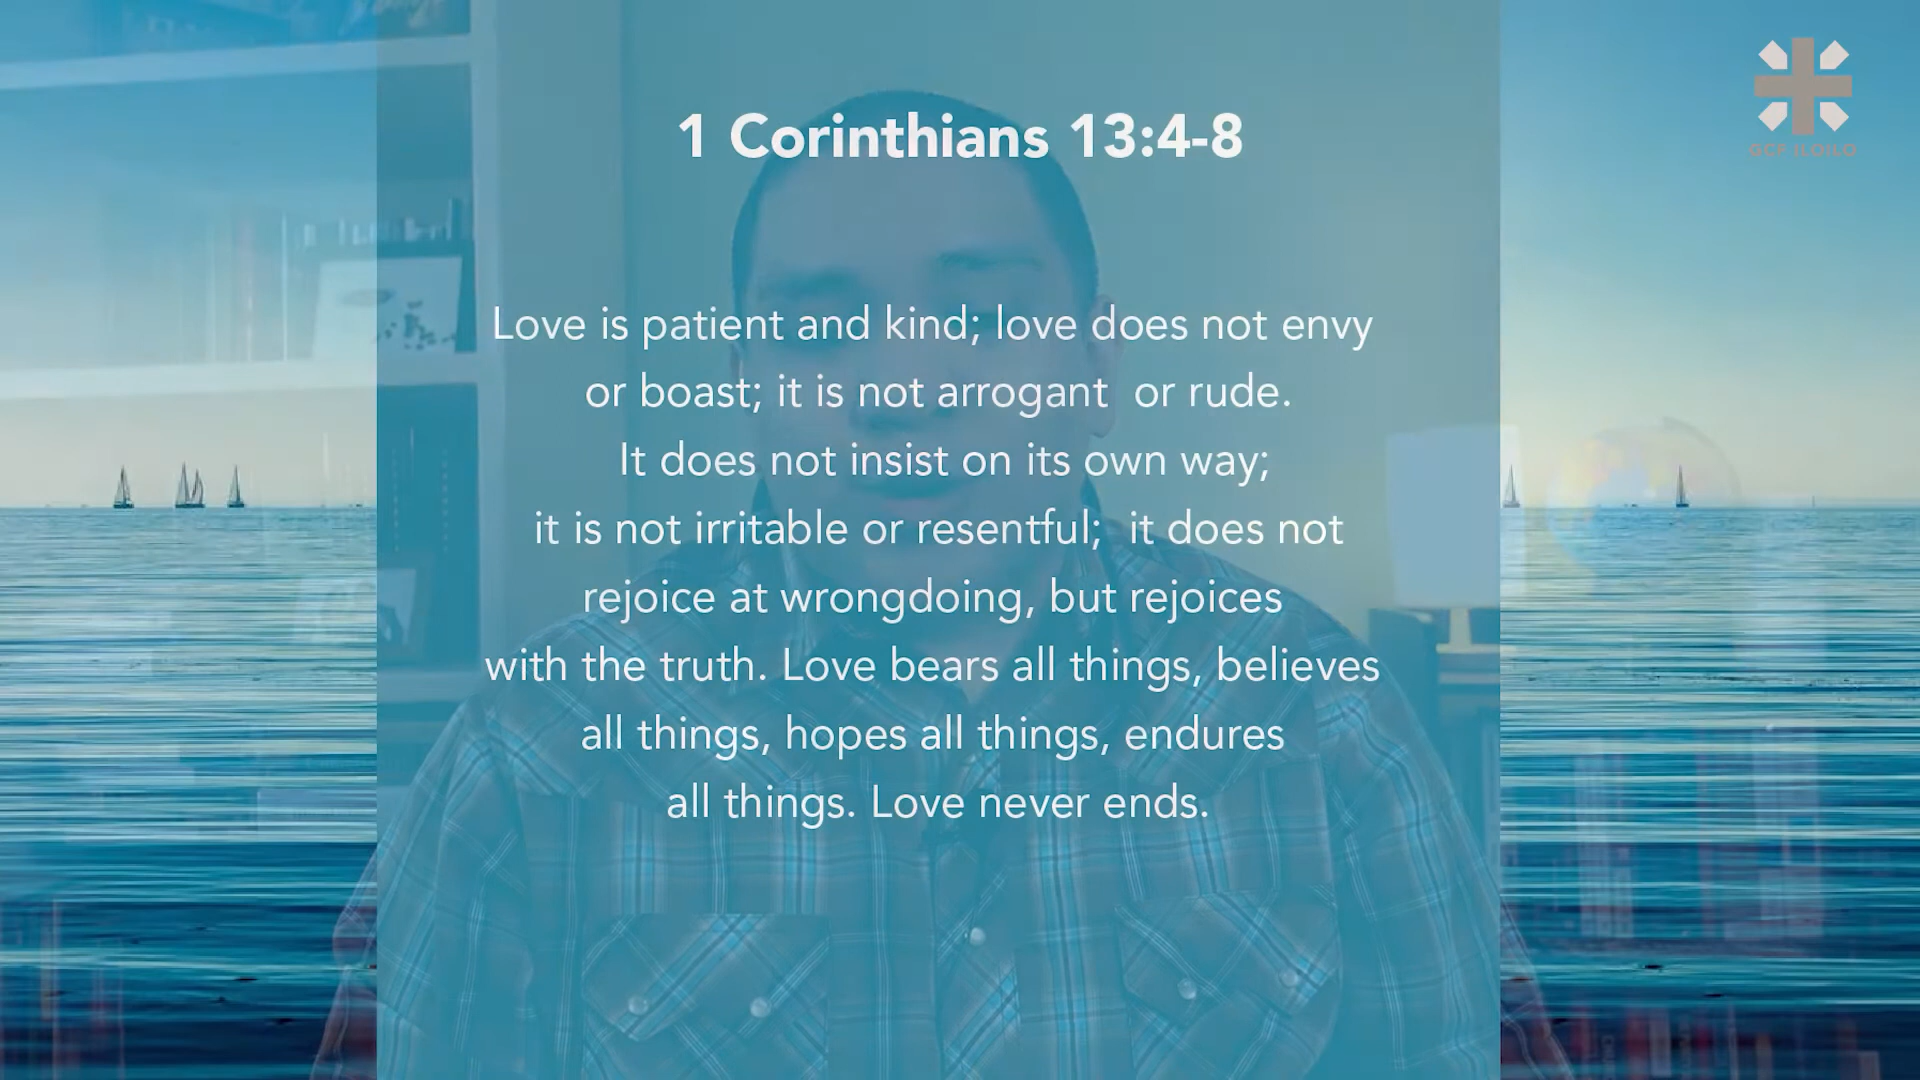 1 Corinthians 13:4-8
GCF ILOILO
Love is patient and kind; love does not envy
or boast; it is not arrogant or rude.
It does not insist on its own way;
it is not irritable or resentful; it does not
rejoice at wrongdoing, but rejoices
with the truth. Love bears all things, believes
all things, hopes all things, endures
all things. Love never ends.